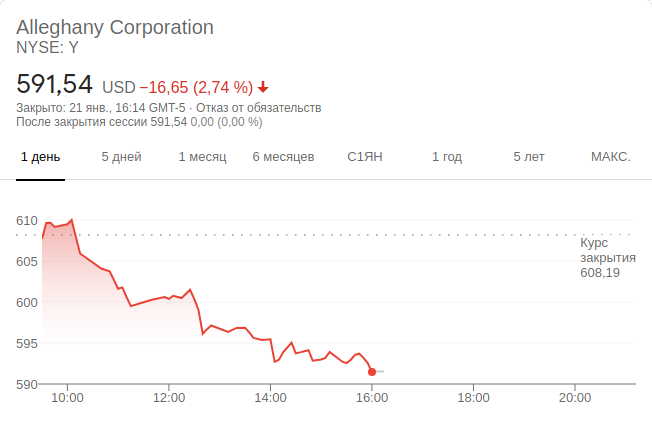 Alleghany Corporation
NYSE: Y
591,54 USD −16,65 (2,74 %)
Закрыто: 21 янв., 16:14 GMT-5 · Отказ от обязательств
После закрытия сессии 591,54 0,00 (0,00 %)
1 день 5 дней 1 месяц 6 месяцев С1ЯН 1 год 5 лет МАКС.
610
Курс
закрытия
608,19
605
600
595
590
10:00 12:00 14:00 16:00 18:00 20:00